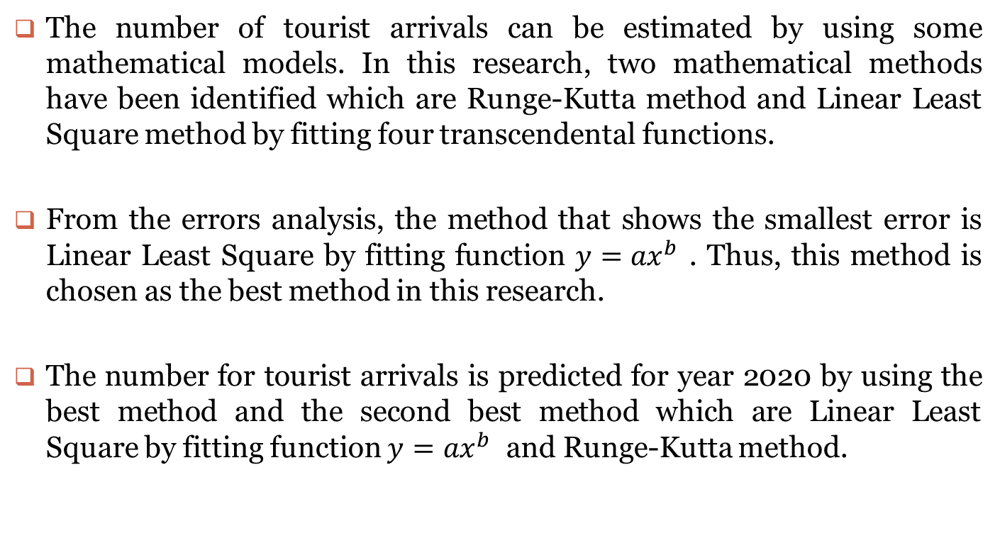 ❑ The number of tourist arrivals can be estimated by using some
mathematical models. In this research, two mathematical methods
have been identified which are Runge-Kutta method and Linear Least
Square method by fitting four transcendental functions.
❑ From the errors analysis, the method that shows the smallest error is
Linear Least Square by fitting function y = ax^b . Thus, this method is
chosen as the best method in this research.
❑ The number for tourist arrivals is predicted for year 2020 by using the
best method and the second best method which are Linear Least
Square by fitting function y = ax^b and Runge-Kutta method.